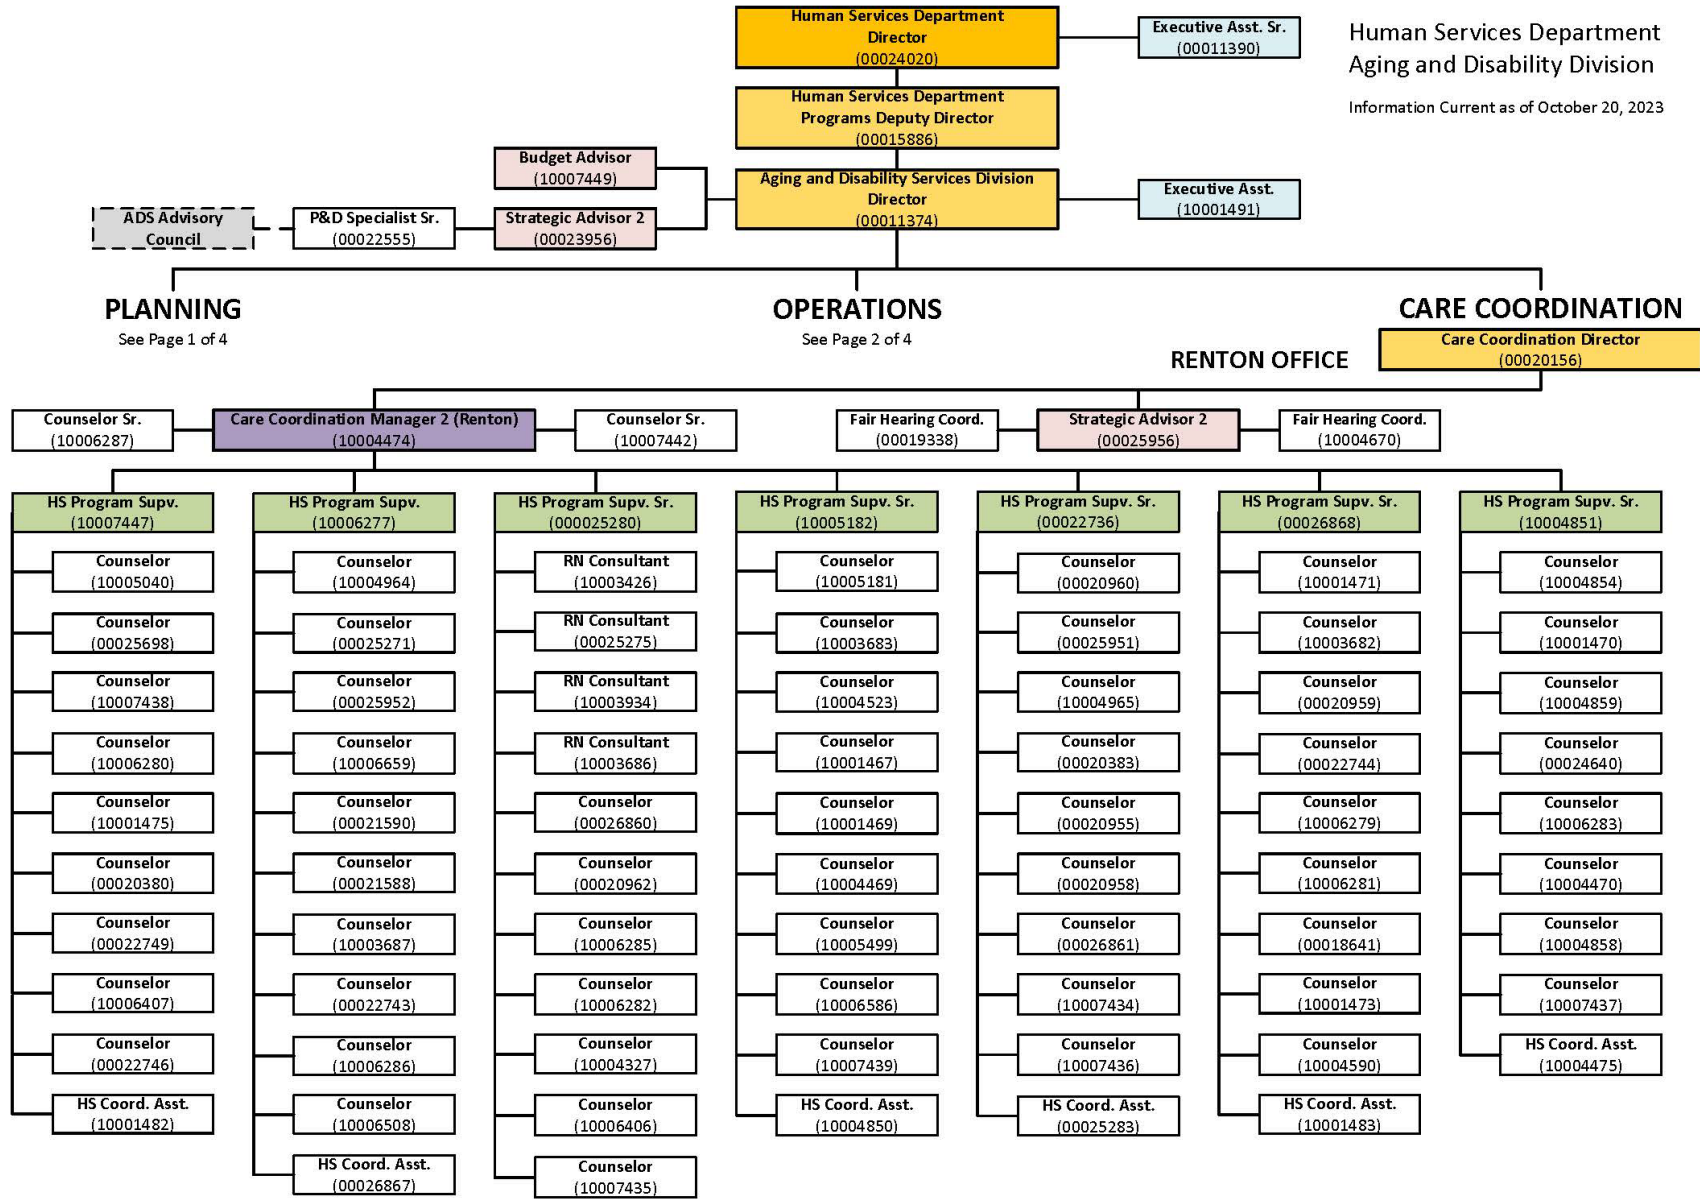 Human Services Department
Director
(00024020)
Executive Asst. Sr.
(00011390)
Human Services Department
Aging and Disability Division
Information Current as of October 20, 2023
Human Services Department
Programs Deputy Director
(00015886)
Budget Advisor
(10007449)
Aging and Disability Services Division
Director
(00011374)
Executive Asst.
(10001491)
ADS Advisory
Council
P&D Specialist Sr.
(00022555)
Strategic Advisor 2
(00023956)
PLANNING
See Page 1 of 4
OPERATIONS
See Page 2 of 4
CARE COORDINATION
Care Coordination Director
(00020156)
RENTON OFFICE
Counselor Sr.
(10006287)
Care Coordination Manager 2 (Renton)
(10004474)
Counselor Sr.
(10007442)
Fair Hearing Coord.
(00019338)
Strategic Advisor 2
(00025956)
Fair Hearing Coord.
(10004670)
HS Program Supv.
(10007447)
Counselor
(10005040)
Counselor
(00025698)
Counselor
(10007438)
Counselor
(10006280)
Counselor
(10001475)
Counselor
(00020380)
Counselor
(00022749)
Counselor
(10006407)
Counselor
(00022746)
HS Coord. Asst.
(10001482)
HS Program Supv.
(10006277)
Counselor
(10004964)
Counselor
(00025271)
Counselor
(00025952)
Counselor
(10006659)
Counselor
(00021590)
Counselor
(00021588)
Counselor
(10003687)
Counselor
(00022743)
Counselor
(10006286)
Counselor
(10006508)
HS Coord. Asst.
(00026867)
HS Program Supv. Sr.
(000025280)
RN Consultant
(10003426)
RN Consultant
(00025275)
RN Consultant
(10003934)
RN Consultant
(10003686)
Counselor
(00026860)
Counselor
(00020962)
Counselor
(10006285)
Counselor
(10006282)
Counselor
(10004327)
Counselor
(10006406)
Counselor
(10007435)
HS Program Supv. Sr.
(10005182)
Counselor
(10005181)
Counselor
(10003683)
Counselor
(10004523)
Counselor
(10001467)
Counselor
(10001469)
Counselor
(10004469)
Counselor
(10005499)
Counselor
(10006586)
Counselor
(10007439)
HS Coord. Asst.
(10004850)
HS Program Supv. Sr.
(00022736)
Counselor
(00020960)
Counselor
(00025951)
Counselor
(10004965)
Counselor
(00020383)
Counselor
(00020955)
Counselor
(00020958)
Counselor
(00026861)
Counselor
(10007434)
Counselor
(10007436)
HS Coord. Asst.
(00025283)
HS Program Supv. Sr.
(00026868)
Counselor
(10001471)
Counselor
(10003682)
Counselor
(00020959)
Counselor
(00022744)
Counselor
(10006279)
Counselor
(10006281)
Counselor
(00018641)
Counselor
(10001473)
Counselor
(10004590)
HS Coord. Asst.
(10001483)
HS Program Supv. Sr.
(10004851)
Counselor
(10004854)
Counselor
(10001470)
Counselor
(10004859)
Counselor
(00024640)
Counselor
(10006283)
Counselor
(10004470)
Counselor
(10004858)
Counselor
(10007437)
HS Coord. Asst.
(10004475)